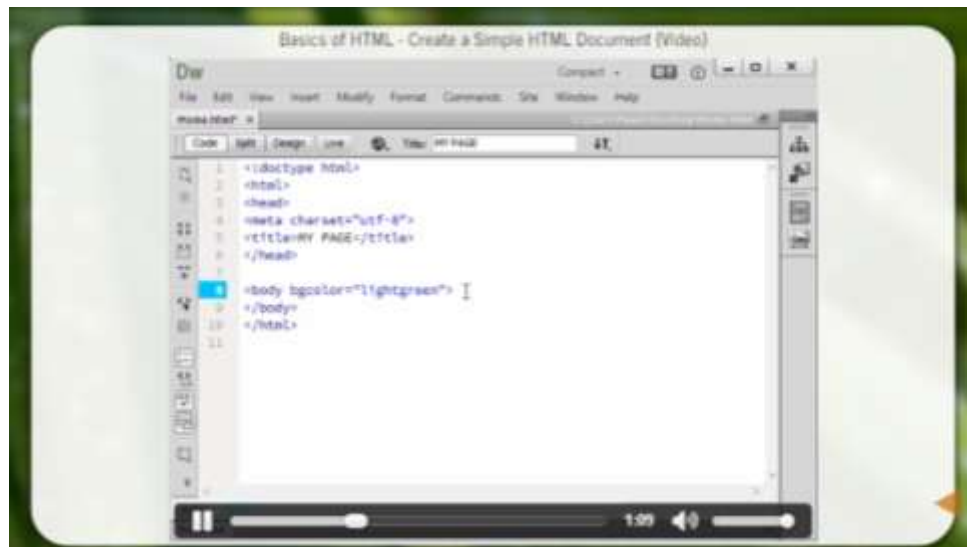 Basics of HTML - Create a Simple HTML Document (Video)
Dw
Compact
File Edit View Insert Modify Format Commands Site Window Help
Code Split Design Live Title: MY PAGE
1 <!doctype html>
2 <html>
3 <head>
4 <meta charset="utf-8">
5 <title>MY PAGE</title>
6 </head>
7
8 <body bgcolor="lightgreen">
9 </body>
10 </html>
11
1:09